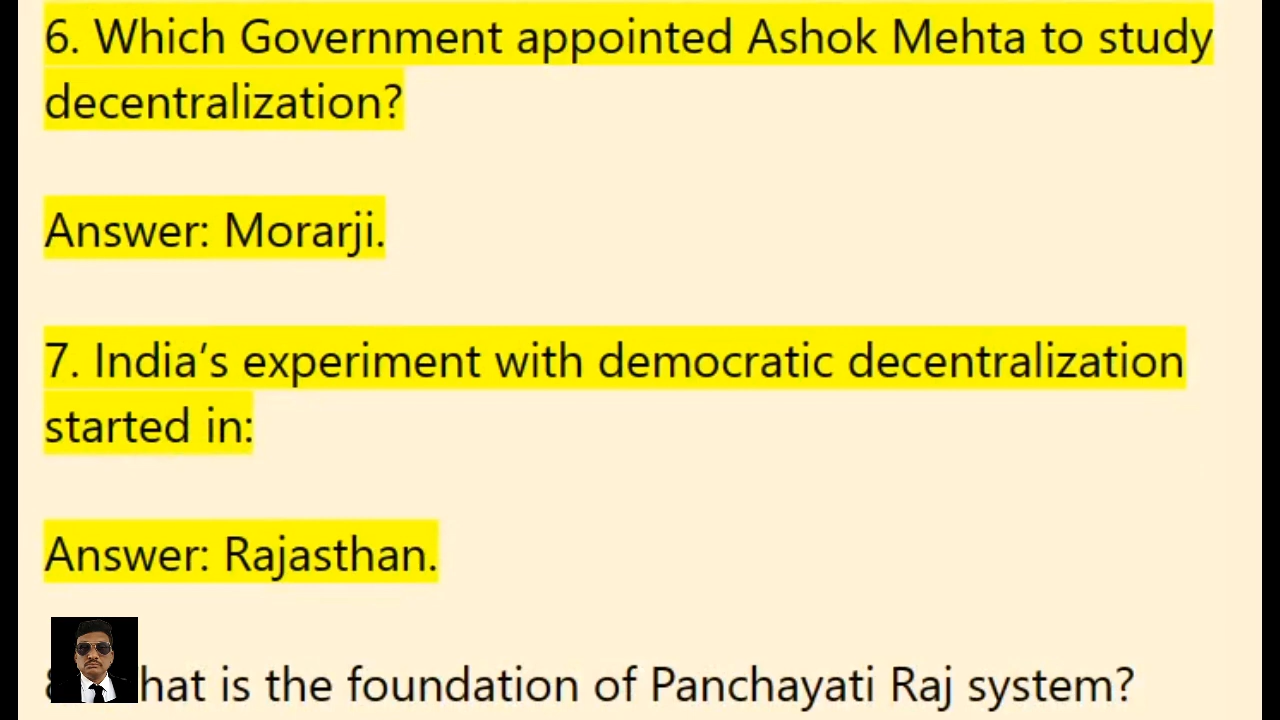 6. Which Government appointed Ashok Mehta to study
decentralization?
Answer: Morarji.
7. India’s experiment with democratic decentralization
started in:
Answer: Rajasthan.
is the foundation of Panchayati Raj system?